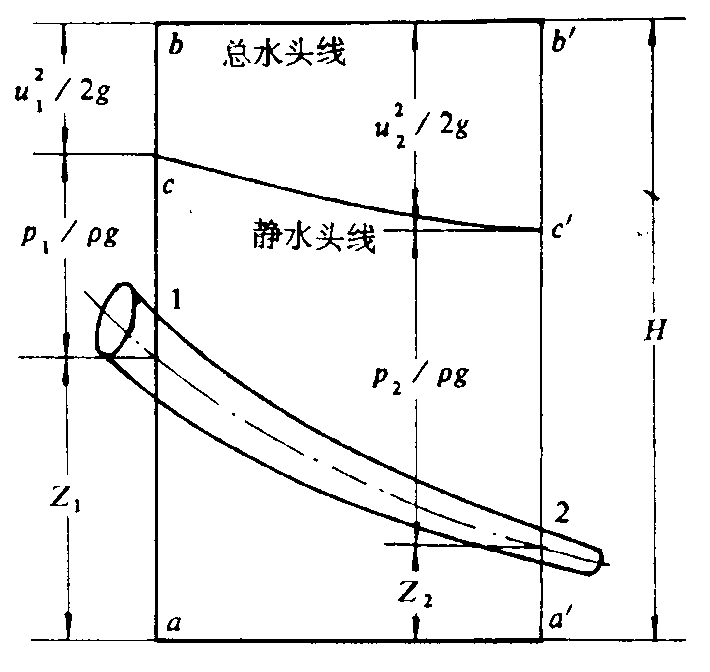 b
总水头线
b′
u₁² / 2g
u₂² / 2g
c
静水头线
c′
p₁ / ρg
1
H
p₂ / ρg
Z₁
2
Z₂
a
a′